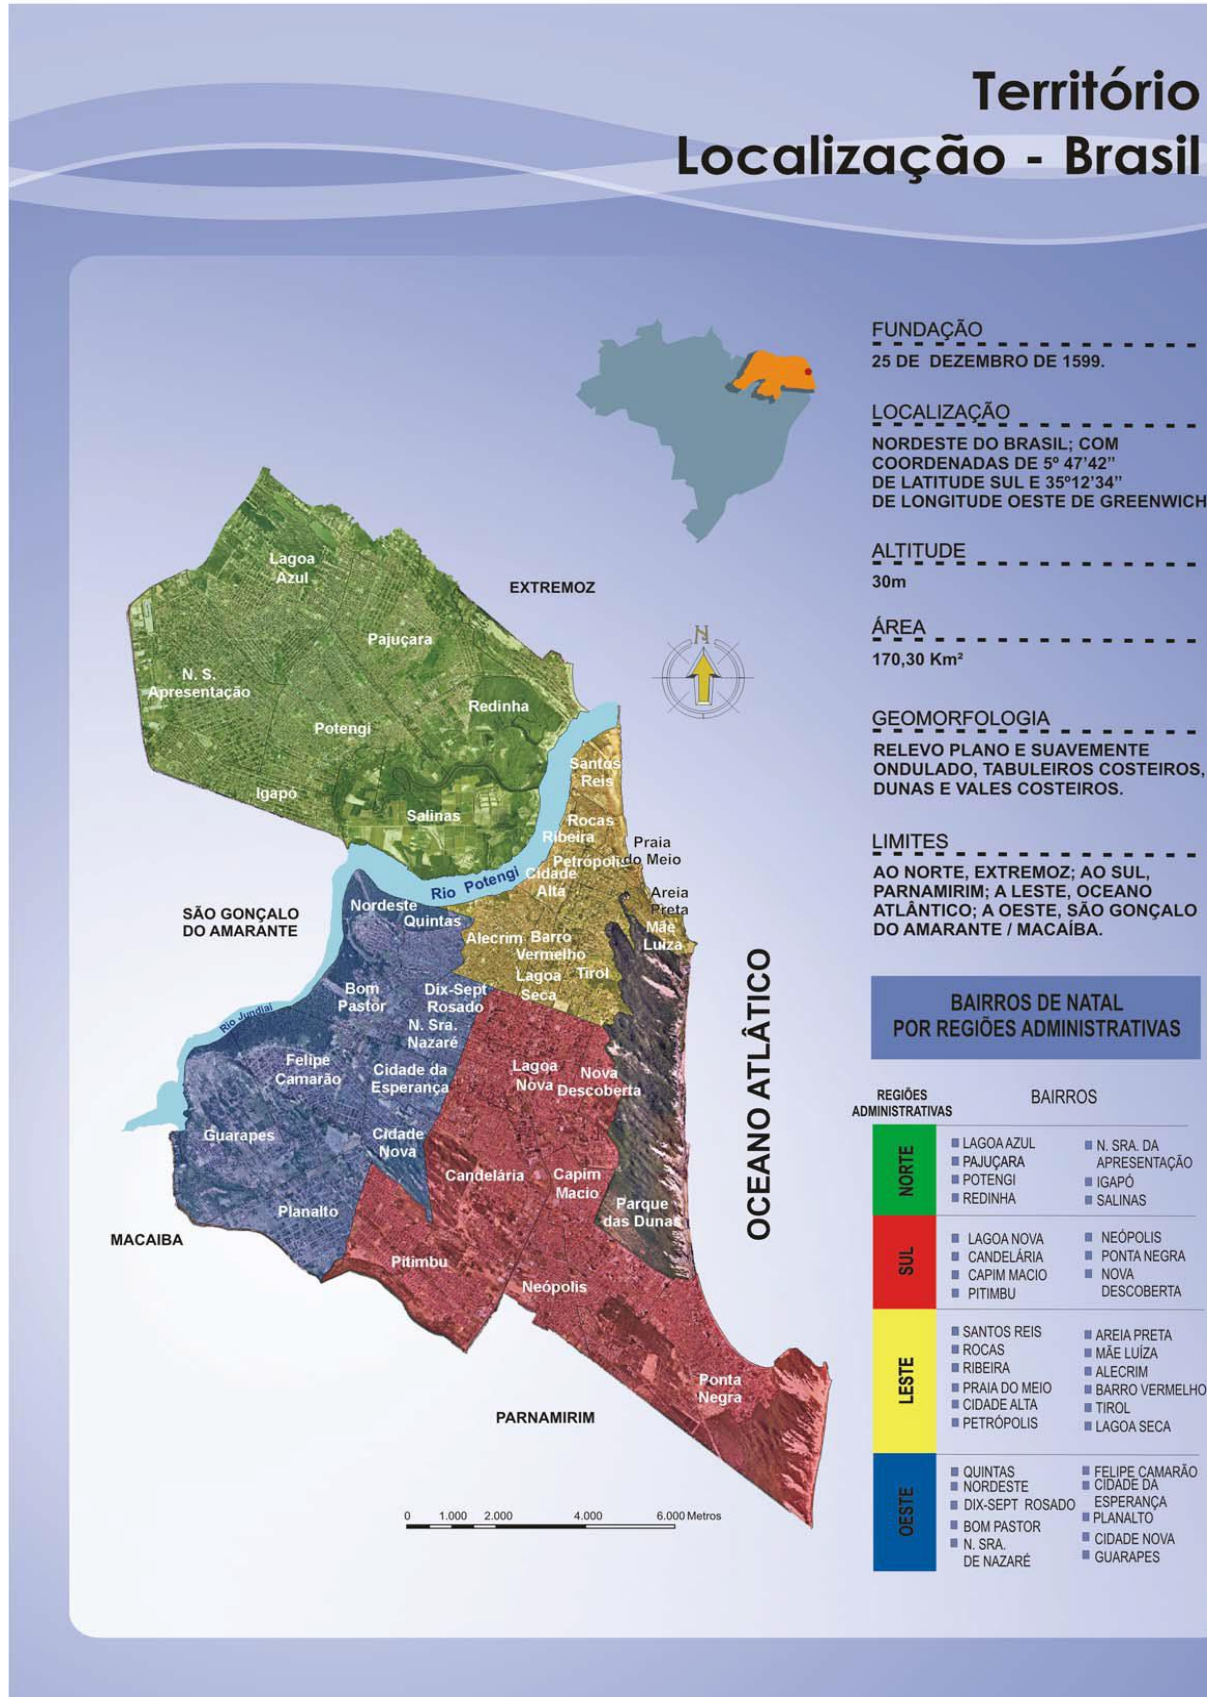 Território
Localização - Brasil
FUNDAÇÃO
25 DE DEZEMBRO DE 1599.
LOCALIZAÇÃO
NORDESTE DO BRASIL; COM
COORDENADAS DE 5º 47'42”
DE LATITUDE SUL E 35º12'34”
DE LONGITUDE OESTE DE GREENWICH
ALTITUDE
30m
ÁREA
170,30 Km²
GEOMORFOLOGIA
RELEVO PLANO E SUAVEMENTE
ONDULADO, TABULEIROS COSTEIROS,
DUNAS E VALES COSTEIROS.
LIMITES
AO NORTE, EXTREMOZ; AO SUL,
PARNAMIRIM; A LESTE, OCEANO
ATLÂNTICO; A OESTE, SÃO GONÇALO
DO AMARANTE / MACAÍBA.
Lagoa
Azul
EXTREMOZ
Pajuçara
N
N. S.
Apresentação
Redinha
Potengi
Igapó
Salinas
Santos
Reis
Rocas
Ribeira
Praia
do Meio
Petrópolis
Cidade
Alta
Rio Potengi
Areia
Preta
Mãe
Luiza
SÃO GONÇALO
DO AMARANTE
Nordeste
Quintas
Alecrim
Barro
Vermelho
Lagoa
Seca
Tirol
Bom
Pastor
Dix-Sept
Rosado
N. Sra.
Nazaré
Rio Jundiaí
Felipe
Camarão
Cidade da
Esperança
Lagoa
Nova
Nova
Descoberta
OCEANO ATLÂTICO
Guarapes
Cidade
Nova
Candelária
Capim
Macio
Parque
das Dunas
Planalto
MACAIBA
Pitimbu
Neópolis
Ponta
Negra
PARNAMIRIM
0 1.000 2.000 4.000 6.000 Metros
BAIRROS DE NATAL
POR REGIÕES ADMINISTRATIVAS
REGIÕES
ADMINISTRATIVAS
BAIRROS
NORTE
LAGOA AZUL
PAJUÇARA
POTENGI
REDINHA
N. SRA. DA
APRESENTAÇÃO
IGAPÓ
SALINAS
SUL
LAGOA NOVA
CANDELÁRIA
CAPIM MACIO
PITIMBU
NEÓPOLIS
PONTA NEGRA
NOVA
DESCOBERTA
LESTE
SANTOS REIS
ROCAS
RIBEIRA
PRAIA DO MEIO
CIDADE ALTA
PETRÓPOLIS
AREIA PRETA
MÃE LUÍZA
ALECRIM
BARRO VERMELHO
TIROL
LAGOA SECA
OESTE
QUINTAS
NORDESTE
DIX-SEPT ROSADO
BOM PASTOR
N. SRA.
DE NAZARÉ
FELIPE CAMARÃO
CIDADE DA
ESPERANÇA
PLANALTO
CIDADE NOVA
GUARAPES